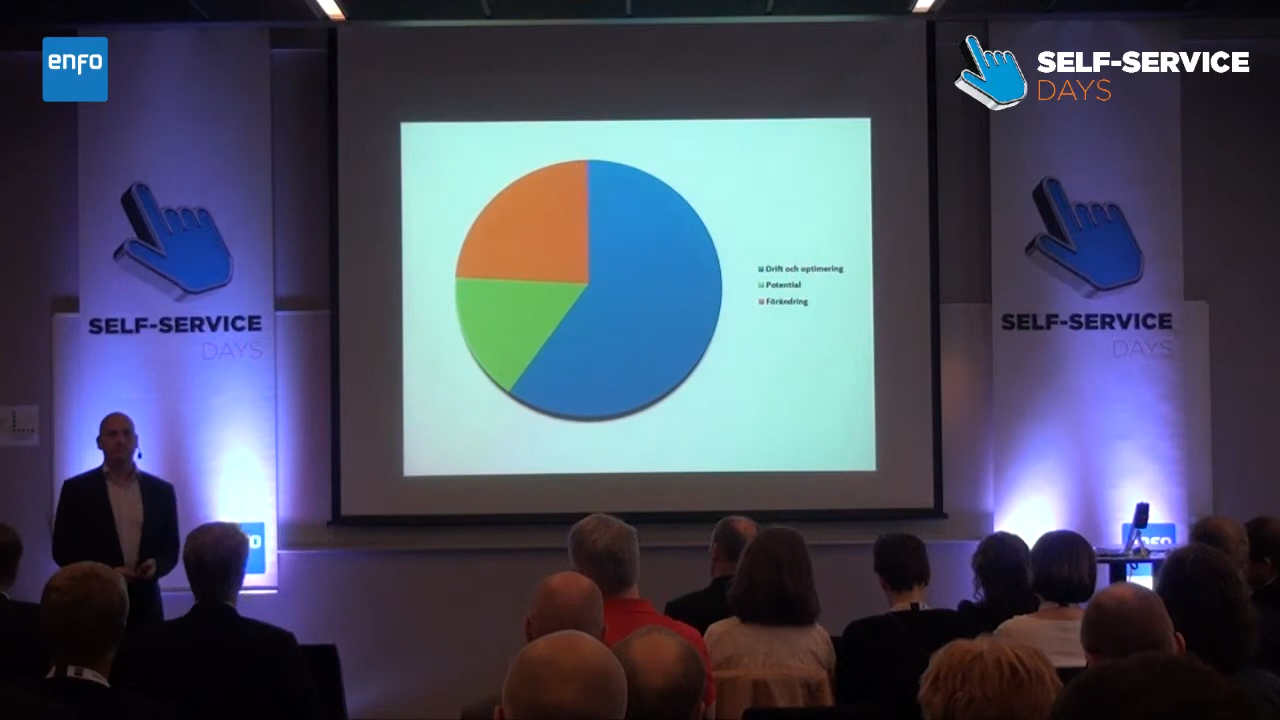 enfo
SELF-SERVICE
DAYS
SELF-SERVICE
DAYS
Drift och optimering
Potential
Förändring
SELF-SERVICE
DAYS